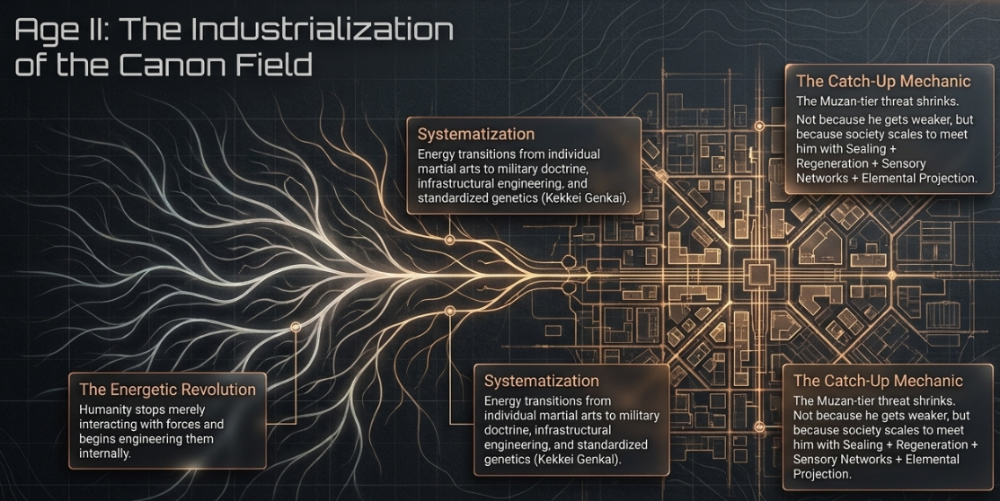 Age II: The Industrialization
of the Canon Field
The Catch-Up Mechanic
The Muzan-tier threat shrinks.
Not because he gets weaker, but
because society scales to meet
him with Sealing +
Regeneration + Sensory
Networks + Elemental Projection.
Systematization
Energy transitions from individual
martial arts to military doctrine,
infrastructural engineering, and
standardized genetics (Kekkei Genkai).
The Energetic Revolution
Humanity stops merely
interacting with forces and
begins engineering them
internally.
Systematization
Energy transitions from
individual martial arts to military
doctrine, infrastructural
engineering, and standardized
genetics (Kekkei Genkal).
The Catch-Up Mechanic
The Muzan-tier threat shrinks.
Not because he gets weaker, but
because society scales to meet
him with Sealing + Regeneration +
Sensory Networks + Elemental
Projection.